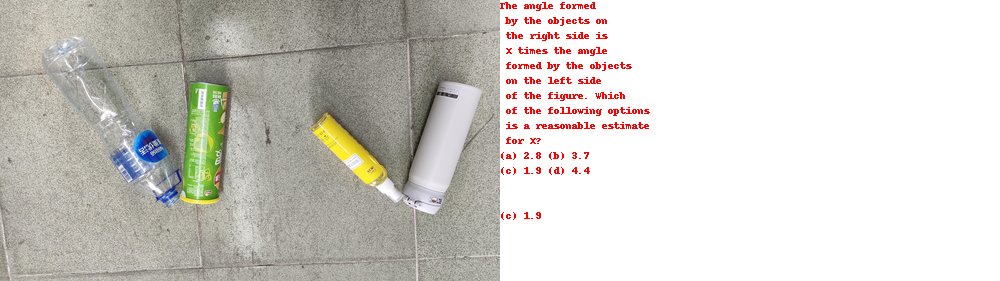 The angle formed
by the objects on
the right side is
X times the angle
formed by the objects
on the left side
of the figure. Which
of the following options
is a reasonable estimate
for X?
(a) 2.8 (b) 3.7
(c) 1.9 (d) 4.4
(c) 1.9